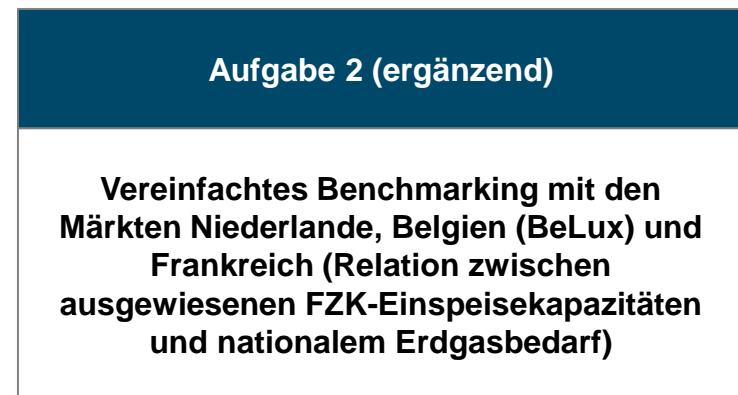 Aufgabe 2 (ergänzend)
Vereinfachtes Benchmarking mit den
Märkten Niederlande, Belgien (BeLux) und
Frankreich (Relation zwischen
ausgewiesenen FZK-Einspeisekapazitäten
und nationalem Erdgasbedarf)